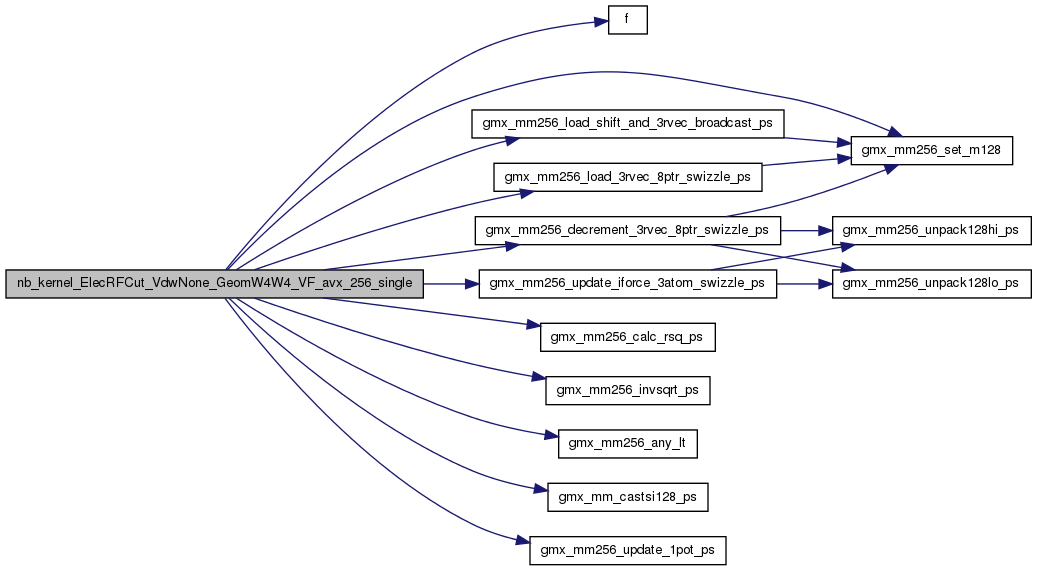 f
gmx_mm256_load_shift_and_3rvec_broadcast_ps
gmx_mm256_set_m128
gmx_mm256_load_3rvec_8ptr_swizzle_ps
gmx_mm256_decrement_3rvec_8ptr_swizzle_ps
gmx_mm256_unpack128hi_ps
nb_kernel_ElecRFCut_VdwNone_GeomW4W4_VF_avx_256_single
gmx_mm256_update_iforce_3atom_swizzle_ps
gmx_mm256_unpack128lo_ps
gmx_mm256_calc_rsq_ps
gmx_mm256_invsqrt_ps
gmx_mm256_any_lt
gmx_mm_castsi128_ps
gmx_mm256_update_1pot_ps